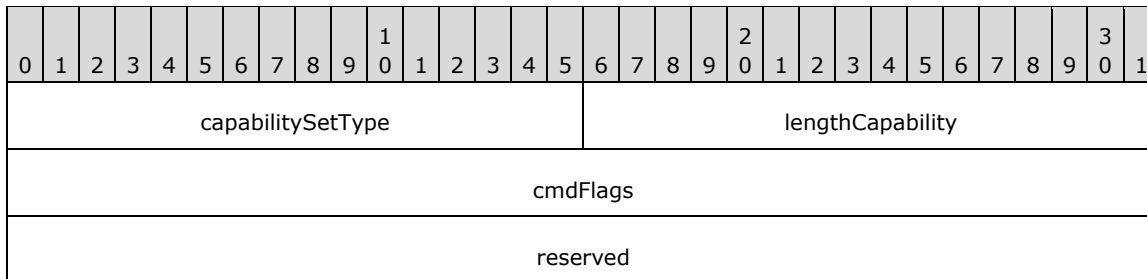 1 2 3
0 1 2 3 4 5 6 7 8 9 0 1 2 3 4 5 6 7 8 9 0 1 2 3 4 5 6 7 8 9 0 1
capabilitySetType lengthCapability
cmdFlags
reserved